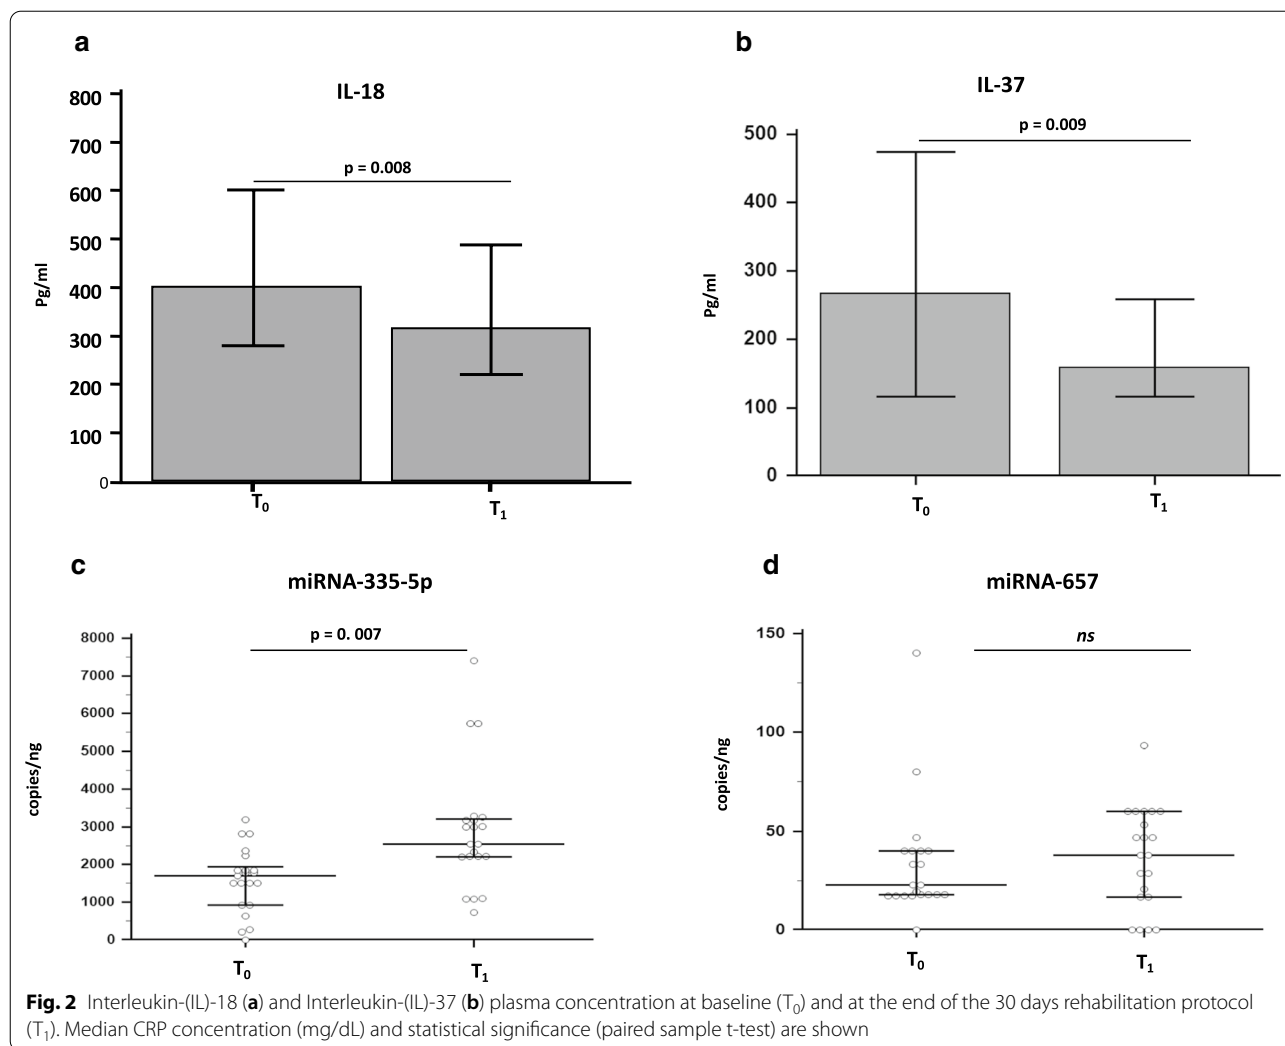 a
IL-18
800
700
600
500
400
300
200
100
0
Pg/ml
p = 0.008
T0
T1
b
IL-37
500
400
300
200
100
0
Pg/ml
p = 0.009
T0
T1
c
miRNA-335-5p
8000
7000
6000
5000
4000
3000
2000
1000
0
copies/ng
p = 0. 007
T0
T1
d
miRNA-657
150
100
50
0
copies/ng
ns
T0
T1
Fig. 2 Interleukin-(IL)-18 (a) and Interleukin-(IL)-37 (b) plasma concentration at baseline (T0) and at the end of the 30 days rehabilitation protocol
(T1). Median CRP concentration (mg/dL) and statistical significance (paired sample t-test) are shown